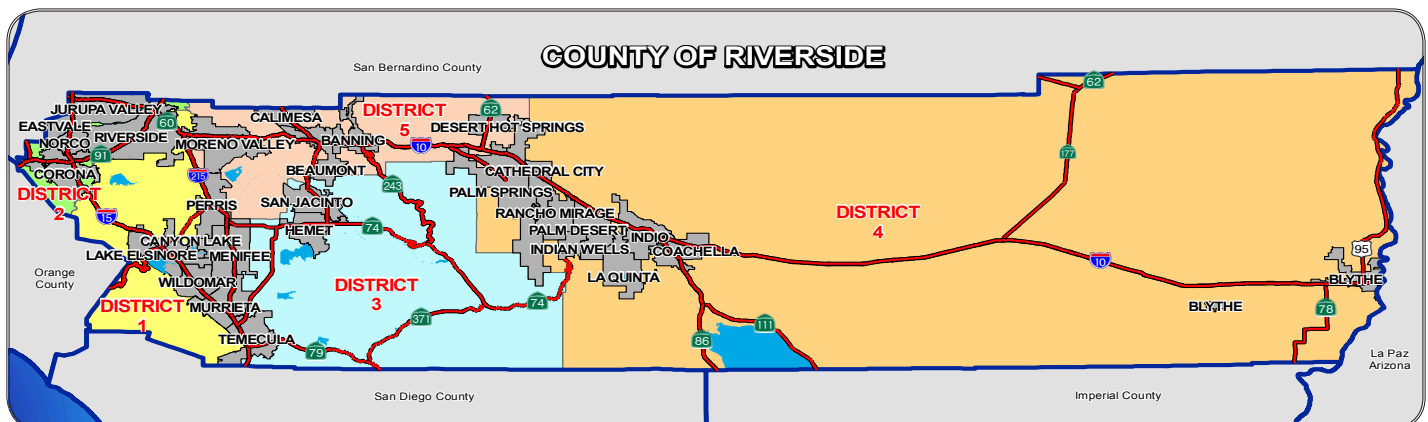 COUNTY OF RIVERSIDE
San Bernardino County
62
JURUPA VALLEY
CALIMESA
DISTRICT
5
62
EASTVALE
60
DESERT HOT SPRINGS
NORCO
RIVERSIDE
MORENO VALLEY
BANNING
10
91
177
CORONA
215
BEAUMONT
CATHEDRAL CITY
243
PALM SPRINGS
DISTRICT
2
15
PERRIS
SAN JACINTO
RANCHO MIRAGE
DISTRICT
4
HEMET
74
PALM DESERT
INDIO
CANYON LAKE
INDIAN WELLS
COACHELLA
95
LAKE ELSINORE
MENIFEE
10
Orange
County
WILDOMAR
DISTRICT
3
LA QUINTA
BLYTHE
DISTRICT
1
MURRIETA
74
BLYTHE
78
371
111
TEMECULA
79
86
La Paz
Arizona
San Diego County
Imperial County